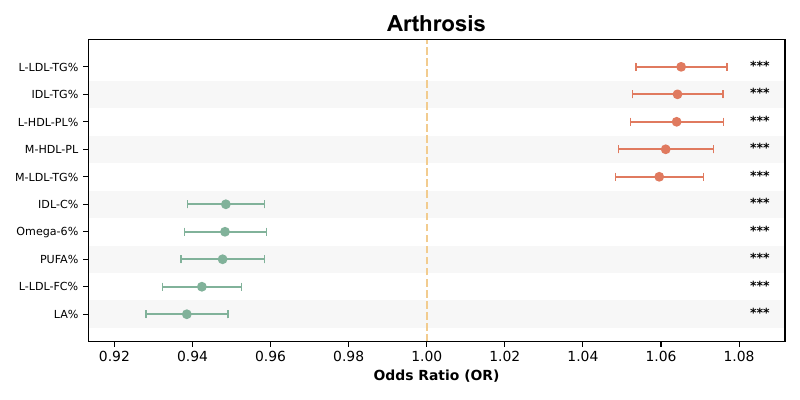 Arthrosis
L-LDL-TG% ***
IDL-TG% ***
L-HDL-PL% ***
M-HDL-PL ***
M-LDL-TG% ***
IDL-C% ***
Omega-6% ***
PUFA% ***
L-LDL-FC% ***
LA% ***
0.92 0.94 0.96 0.98 1.00 1.02 1.04 1.06 1.08
Odds Ratio (OR)